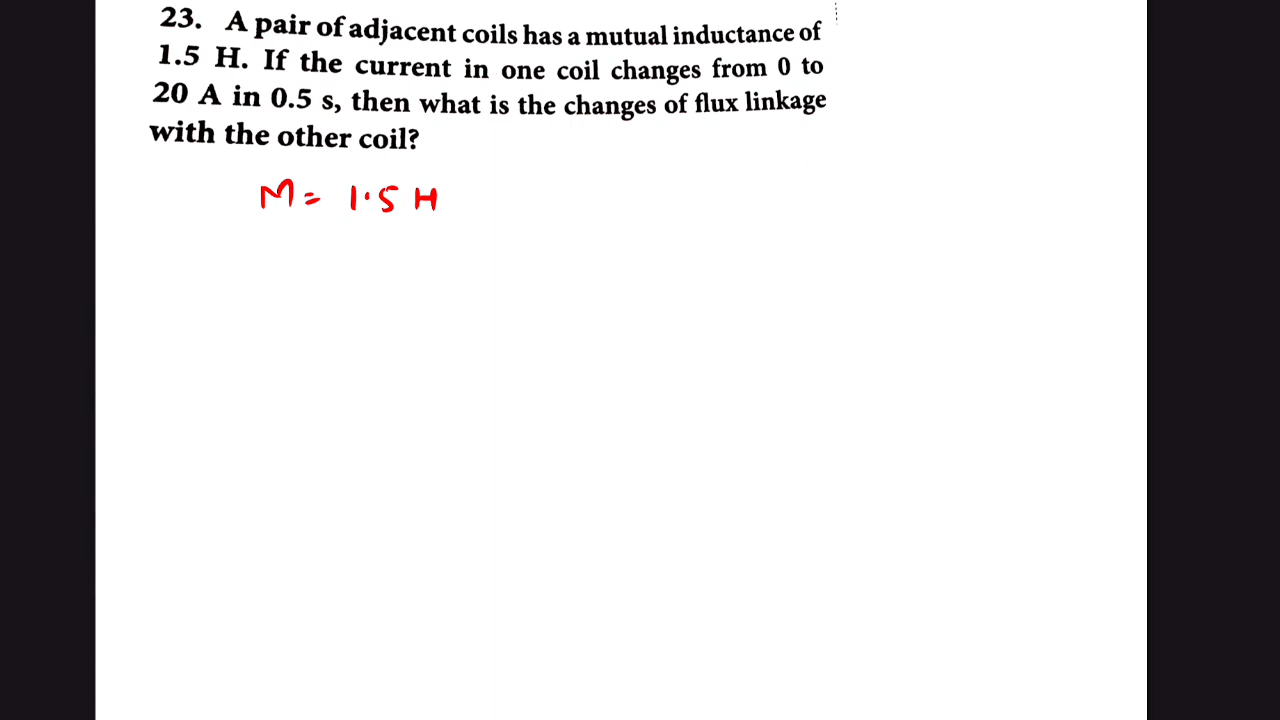 23. A pair of adjacent coils has a mutual inductance of
1.5 H. If the current in one coil changes from 0 to
20 A in 0.5 s, then what is the changes of flux linkage
with the other coil?
M = 1.5 H